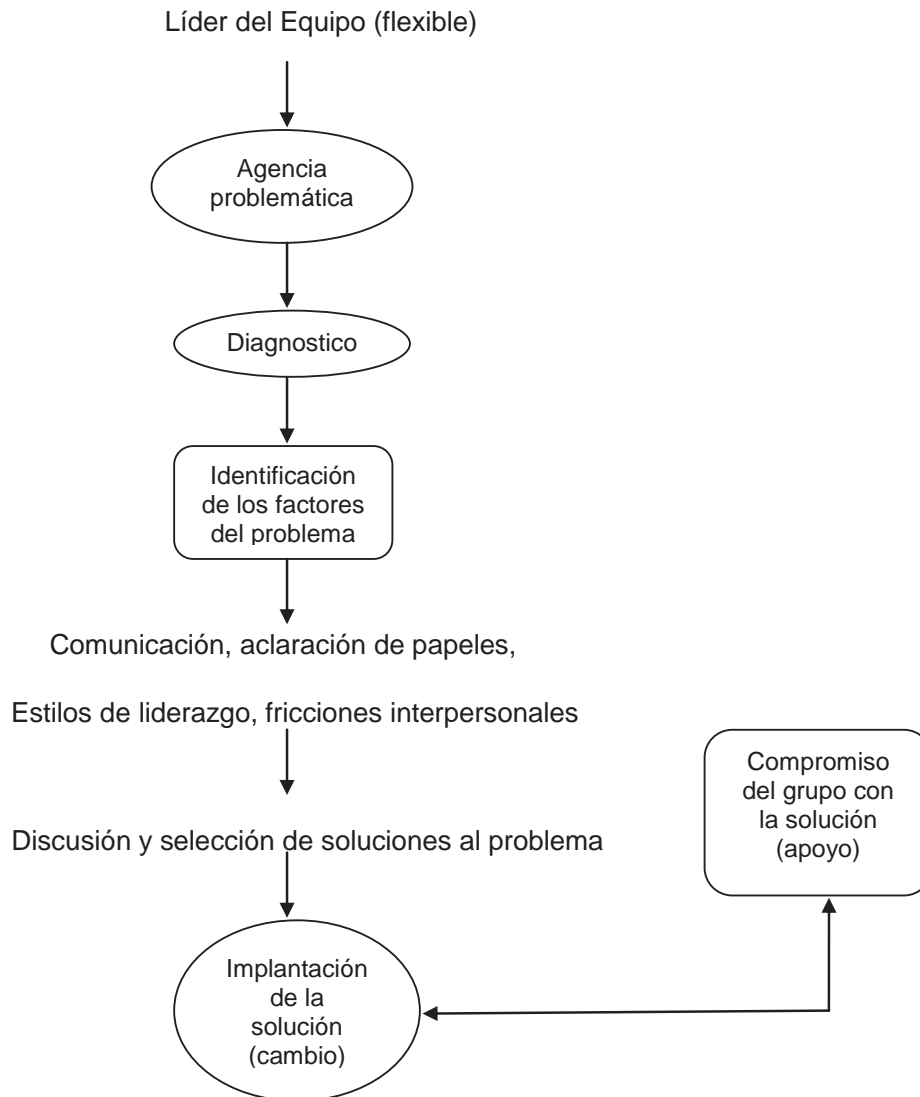 Líder del Equipo (flexible)
Agencia
problemática
Diagnostico
Identificación
de los factores
del problema
Comunicación, aclaración de papeles,
Estilos de liderazgo, fricciones interpersonales
Discusión y selección de soluciones al problema
Compromiso
del grupo con
la solución
(apoyo)
Implantación
de la
solución
(cambio)